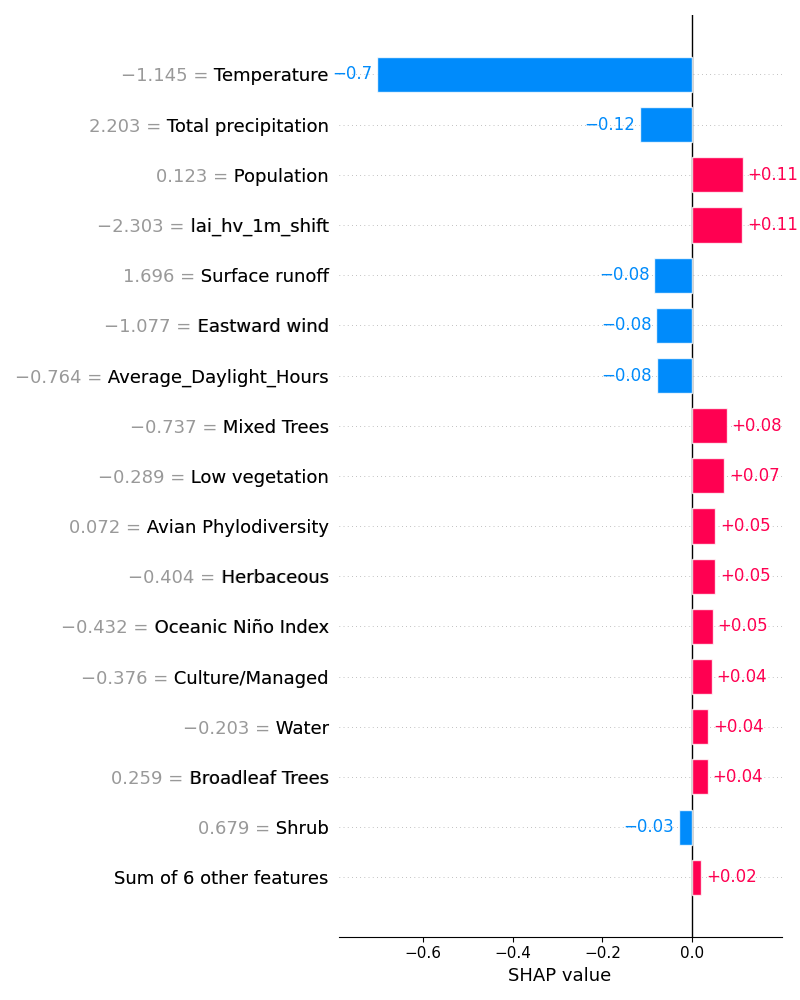 −1.145 = Temperature −0.7
2.203 = Total precipitation −0.12
0.123 = Population +0.11
−2.303 = lai_hv_1m_shift +0.11
1.696 = Surface runoff −0.08
−1.077 = Eastward wind −0.08
−0.764 = Average_Daylight_Hours −0.08
−0.737 = Mixed Trees +0.08
−0.289 = Low vegetation +0.07
0.072 = Avian Phylodiversity +0.05
−0.404 = Herbaceous +0.05
−0.432 = Oceanic Niño Index +0.05
−0.376 = Culture/Managed +0.04
−0.203 = Water +0.04
0.259 = Broadleaf Trees +0.04
0.679 = Shrub −0.03
Sum of 6 other features +0.02
−0.6 −0.4 −0.2 0.0
SHAP value